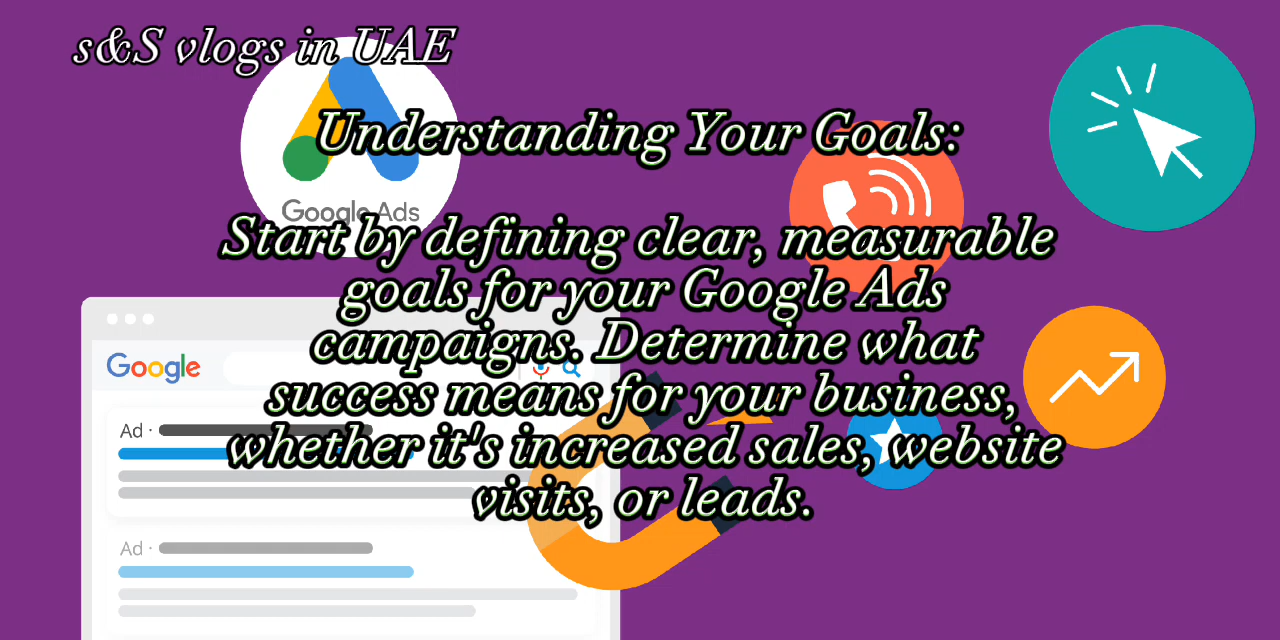 s&S vlogs in UAE
Understanding Your Goals:
Google Ads
Start by defining clear, measurable
goals for your Google Ads
campaigns. Determine what
Google
success means for your business,
Ad ·
whether it's increased sales, website
visits, or leads.
Ad ·